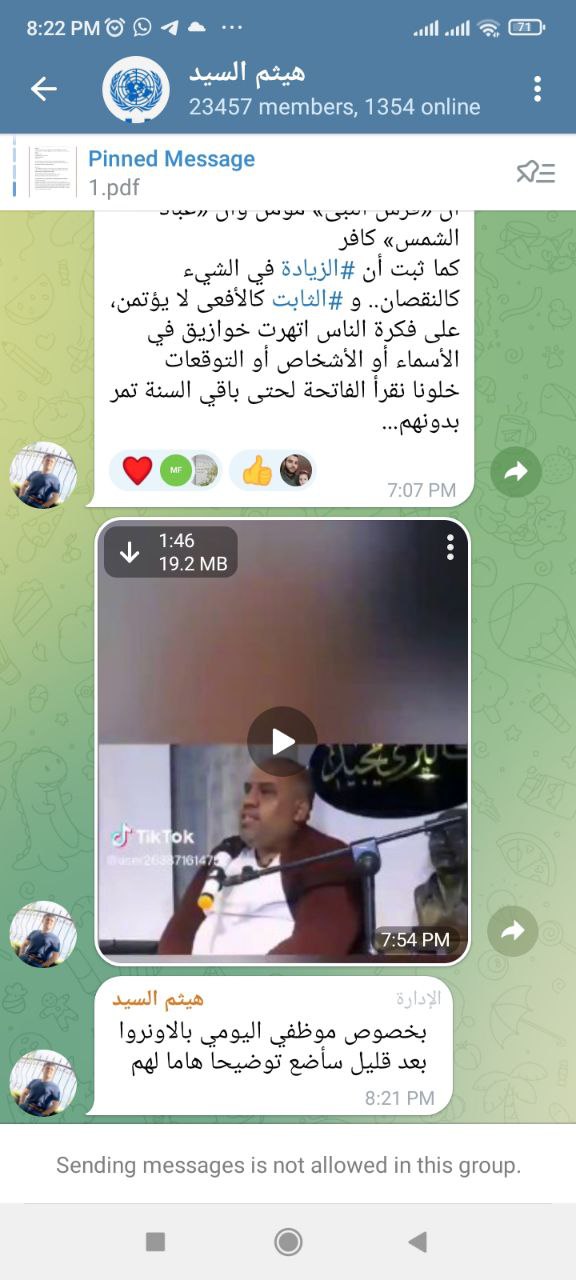 8:22 PM
71
هيثم السيد
23457 members, 1354 online
Pinned Message
1.pdf
الشمس» كافر
كما ثبت أن #الزيادة في الشيء
كالنقصان.. و #الثابت كالأفعى لا يؤتمن،
على فكرة الناس اتهرت خوازيق في
الأسماء أو الأشخاص أو التوقعات
خلونا نقرأ الفاتحة لحتى باقي السنة تمر
بدونهم...
MF
7:07 PM
1:46
19.2 MB
TikTok
7:54 PM
هيثم السيد
الإدارة
بخصوص موظفي اليومي بالاونروا
بعد قليل سأضع توضيحا هاما لهم
8:21 PM
Sending messages is not allowed in this group.